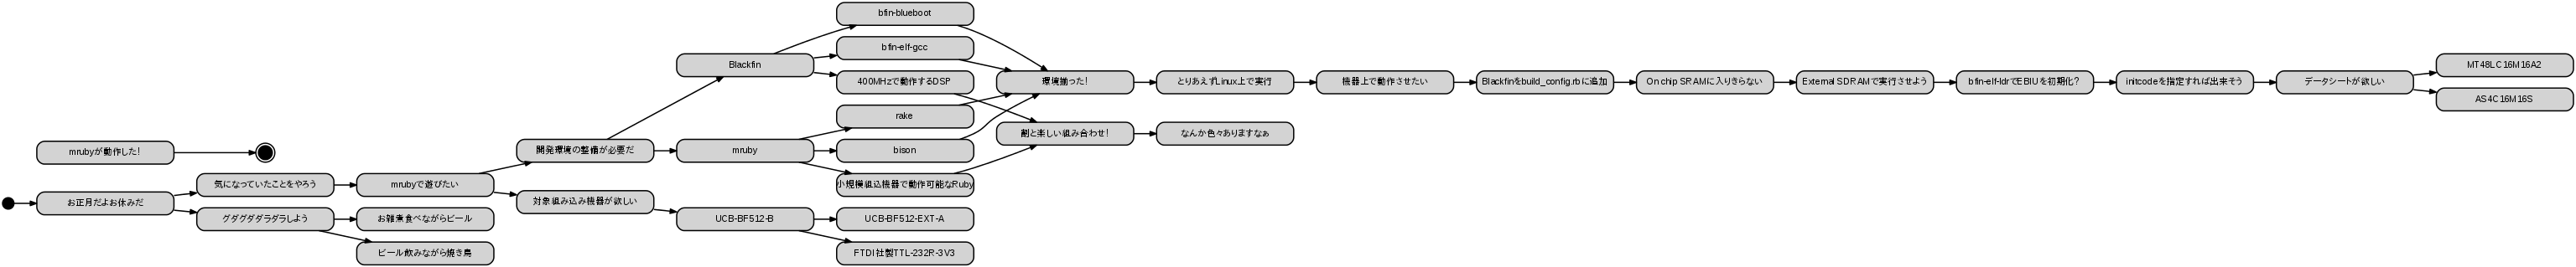 mrubyが動作した!
お正月だよお休みだ
気になっていたことをやろう
グダグダダラダラしよう
mrubyで遊びたい
お雑煮食べながらビール
ビール飲みながら焼き鳥
開発環境の整備が必要だ
対象組み込み機器が欲しい
Blackfin
mruby
UCB-BF512-B
bfin-blueboot
bfin-elf-gcc
400MHzで動作するDSP
rake
bison
小規模組込機器で動作可能なRuby
UCB-BF512-EXT-A
FTDI社製TTL-232R-3V3
環境揃った!
割と楽しい組み合わせ!
とりあえずLinux上で実行
なんか色々ありますなぁ
機器上で動作させたい
Blackfinをbuild_config.rbに追加
On chip SRAMに入りきらない
External SDRAMで実行させよう
bfin-elf-ldrでEBIUを初期化?
initcodeを指定すれば出来そう
データシートが欲しい
MT48LC16M16A2
AS4C16M16S